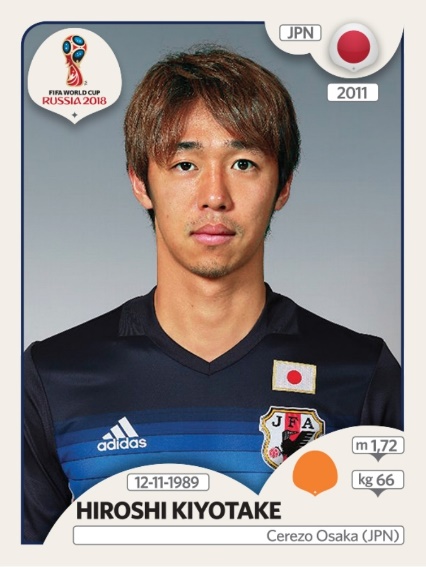 JPN
2011
FIFA WORLD CUP
RUSSIA 2018
adidas
JFA
m 1,72
kg 66
12-11-1989
HIROSHI KIYOTAKE
Cerezo Osaka (JPN)